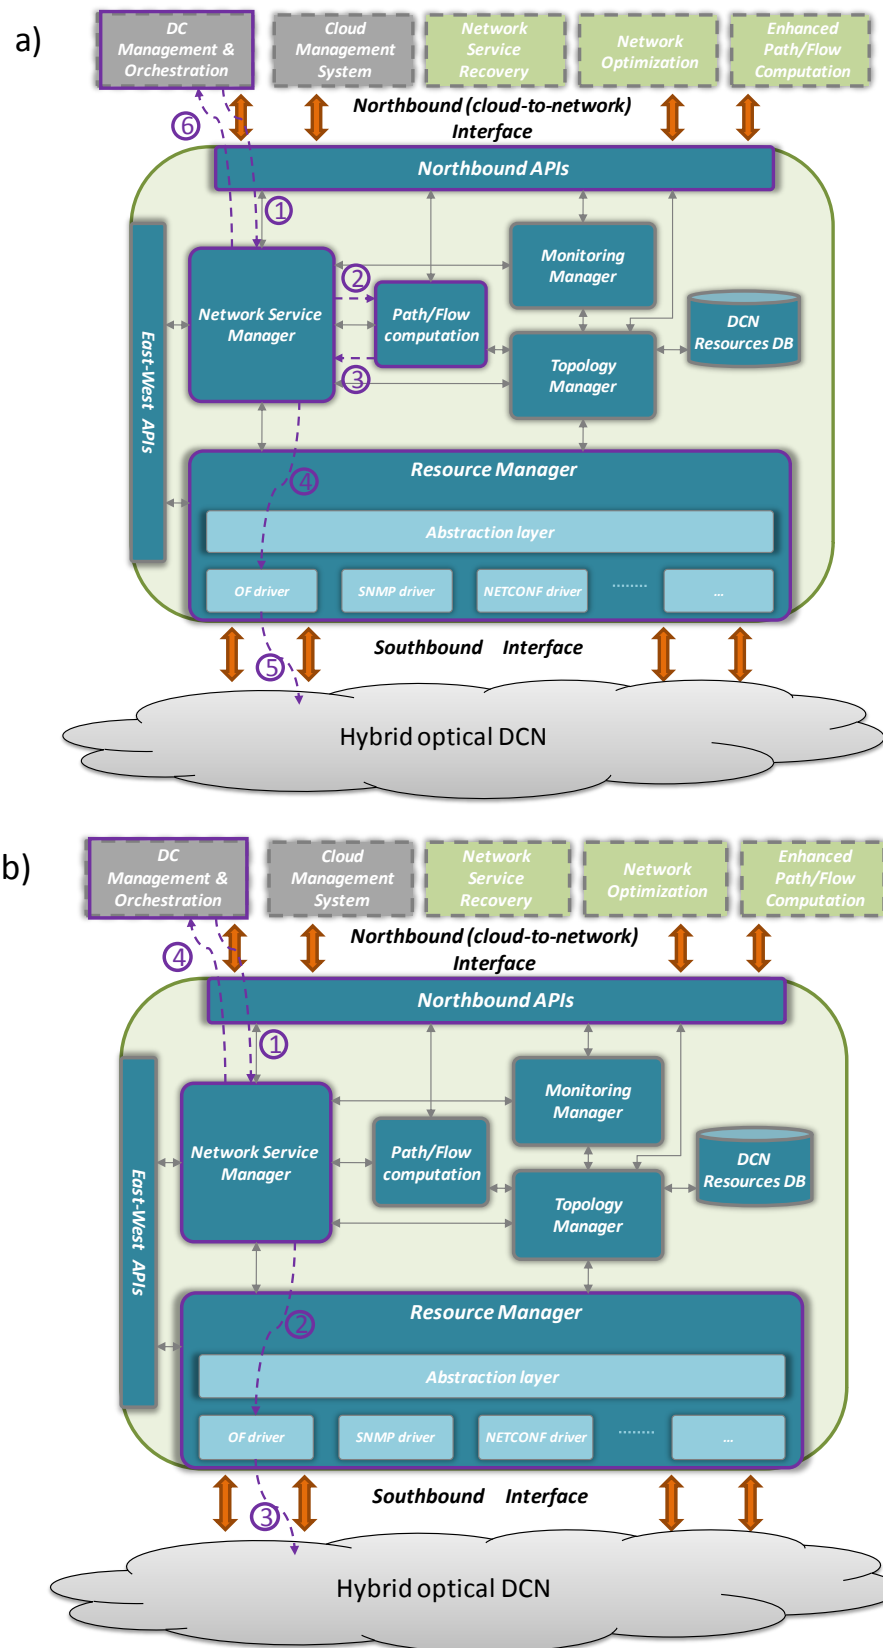 a)
DC
Management &
Orchestration
Cloud
Management
System
Network
Service
Recovery
Network
Optimization
Enhanced
Path/Flow
Computation
6
Northbound (cloud-to-network)
Interface
Northbound APIs
1
Network Service
Manager
2
Path/Flow
computation
3
Monitoring
Manager
Topology
Manager
DCN
Resources DB
East-West APIs
Resource Manager
4
Abstraction layer
OF driver
SNMP driver
NETCONF driver
........
...
5
Southbound Interface
Hybrid optical DCN
b)
DC
Management &
Orchestration
Cloud
Management
System
Network
Service
Recovery
Network
Optimization
Enhanced
Path/Flow
Computation
4
Northbound (cloud-to-network)
Interface
Northbound APIs
1
Network Service
Manager
Path/Flow
computation
Monitoring
Manager
Topology
Manager
DCN
Resources DB
East-West APIs
Resource Manager
2
Abstraction layer
OF driver
SNMP driver
NETCONF driver
........
...
3
Southbound Interface
Hybrid optical DCN